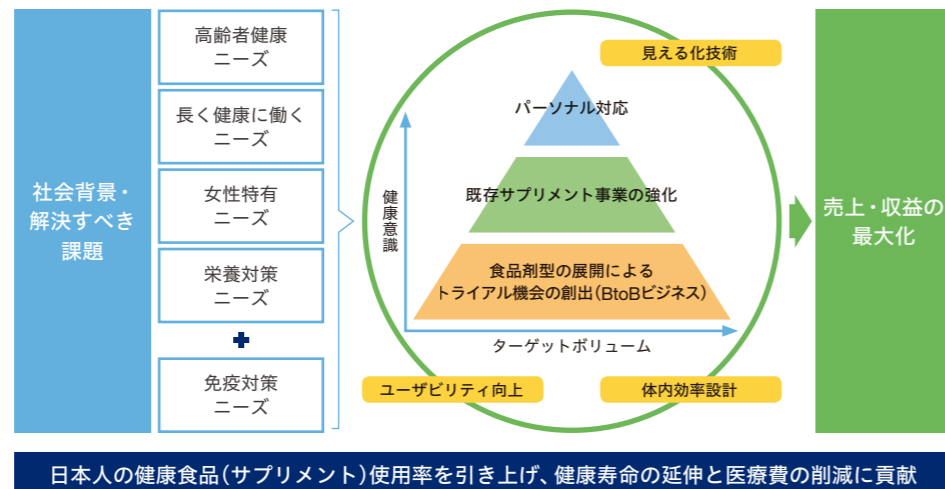 社会背景・
解決すべき
課題
高齢者健康
ニーズ
長く健康に働く
ニーズ
女性特有
ニーズ
栄養対策
ニーズ
+
免疫対策
ニーズ
見える化技術
パーソナル対応
既存サプリメント事業の強化
食品剤型の展開による
トライアル機会の創出(BtoBビジネス)
健康意識
ターゲットボリューム
ユーザビリティ向上
体内効率設計
売上・収益の
最大化
日本人の健康食品(サプリメント)使用率を引き上げ、健康寿命の延伸と医療費の削減に貢献